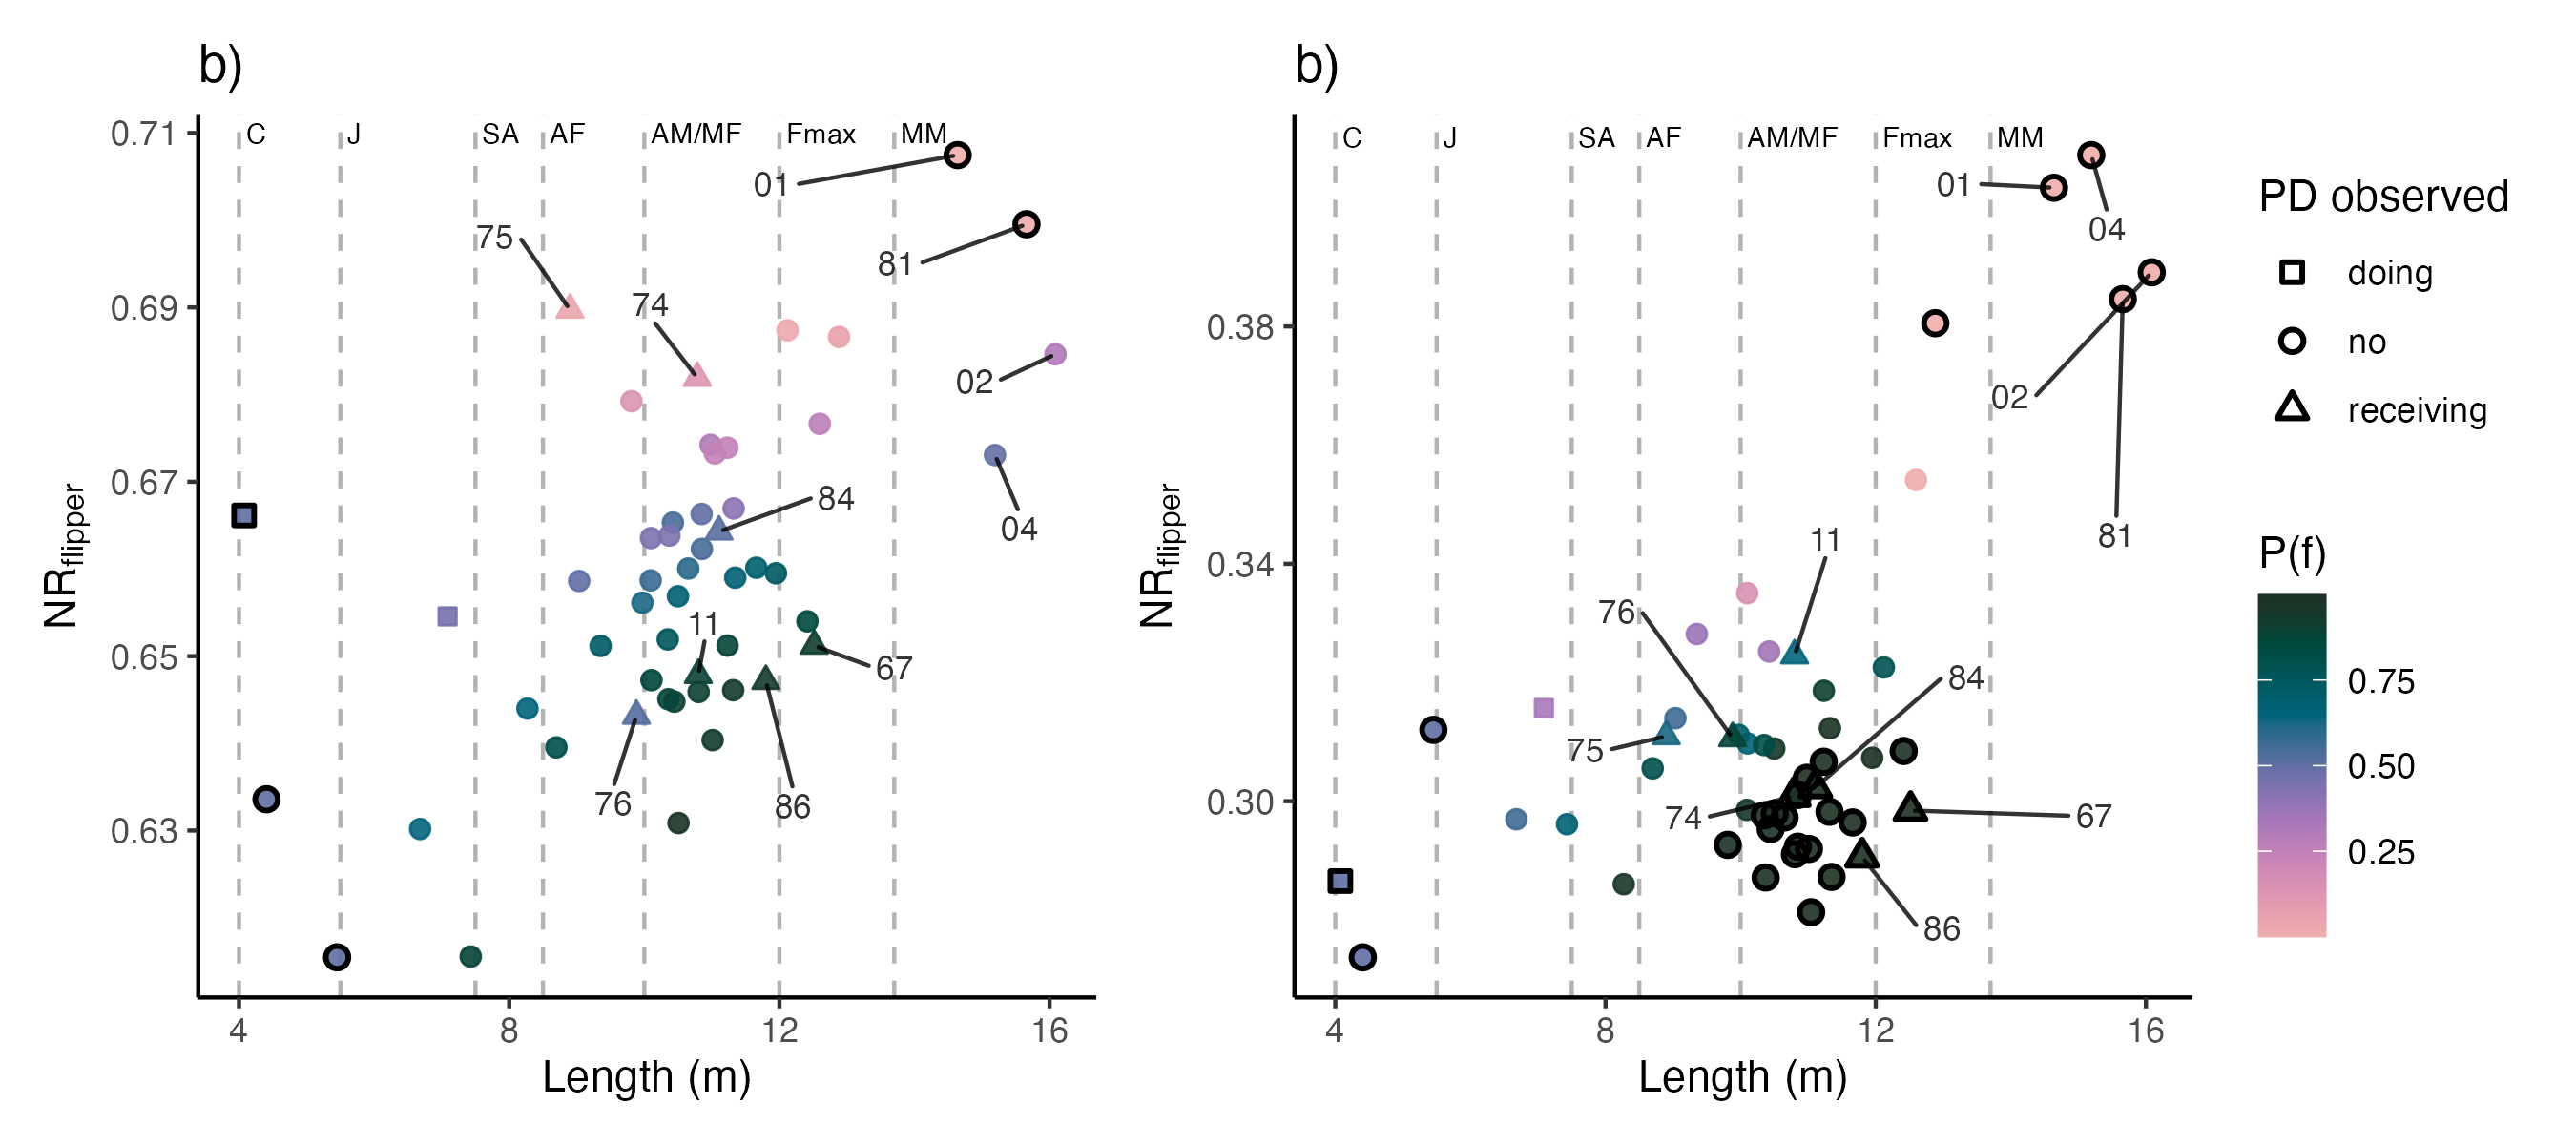 b)
C J SA AF AM/MF Fmax MM
0.71
0.69
0.67
0.65
0.63
NRflipper
01
81
75
74
02
84
04
11
67
76
86
4 8 12 16
Length (m)
b)
C J SA AF AM/MF Fmax MM
0.38
0.34
0.30
NRflipper
01
04
02
81
11
76
84
75
74
67
86
4 8 12 16
Length (m)
PD observed
doing
no
receiving
P(f)
0.75
0.50
0.25